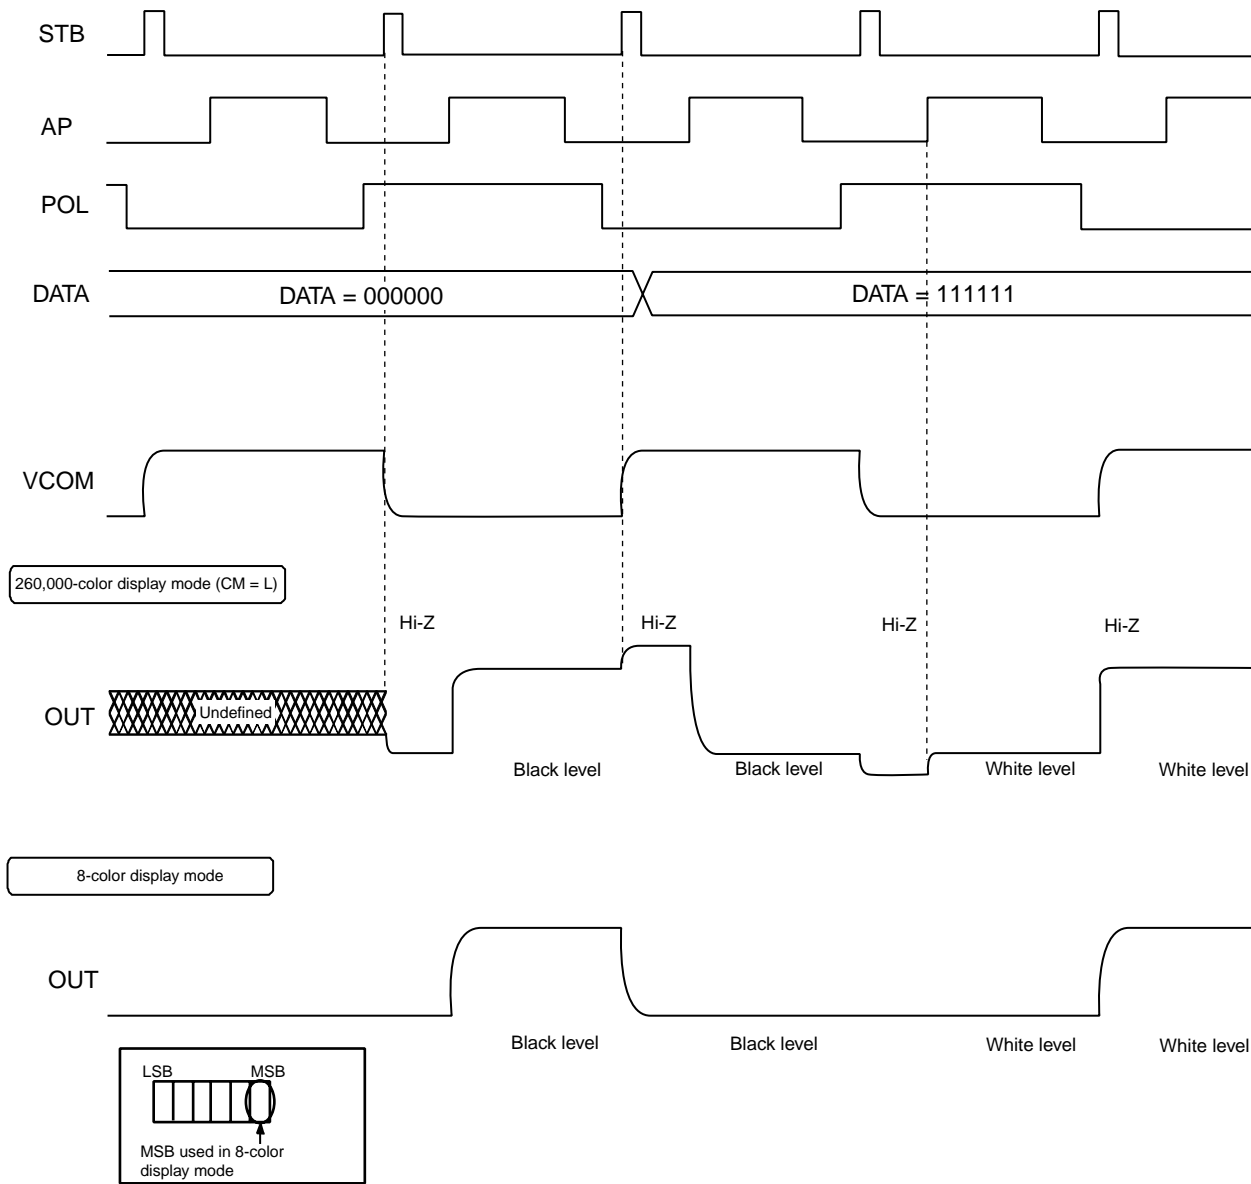 STB
AP
POL
DATA
DATA = 000000
DATA = 111111
VCOM
260,000-color display mode (CM = L)
Hi-Z
Hi-Z
Hi-Z
Hi-Z
OUT
Undefined
Black level
Black level
White level
White level
8-color display mode
OUT
Black level
Black level
White level
White level
LSB
MSB
MSB used in 8-color
display mode